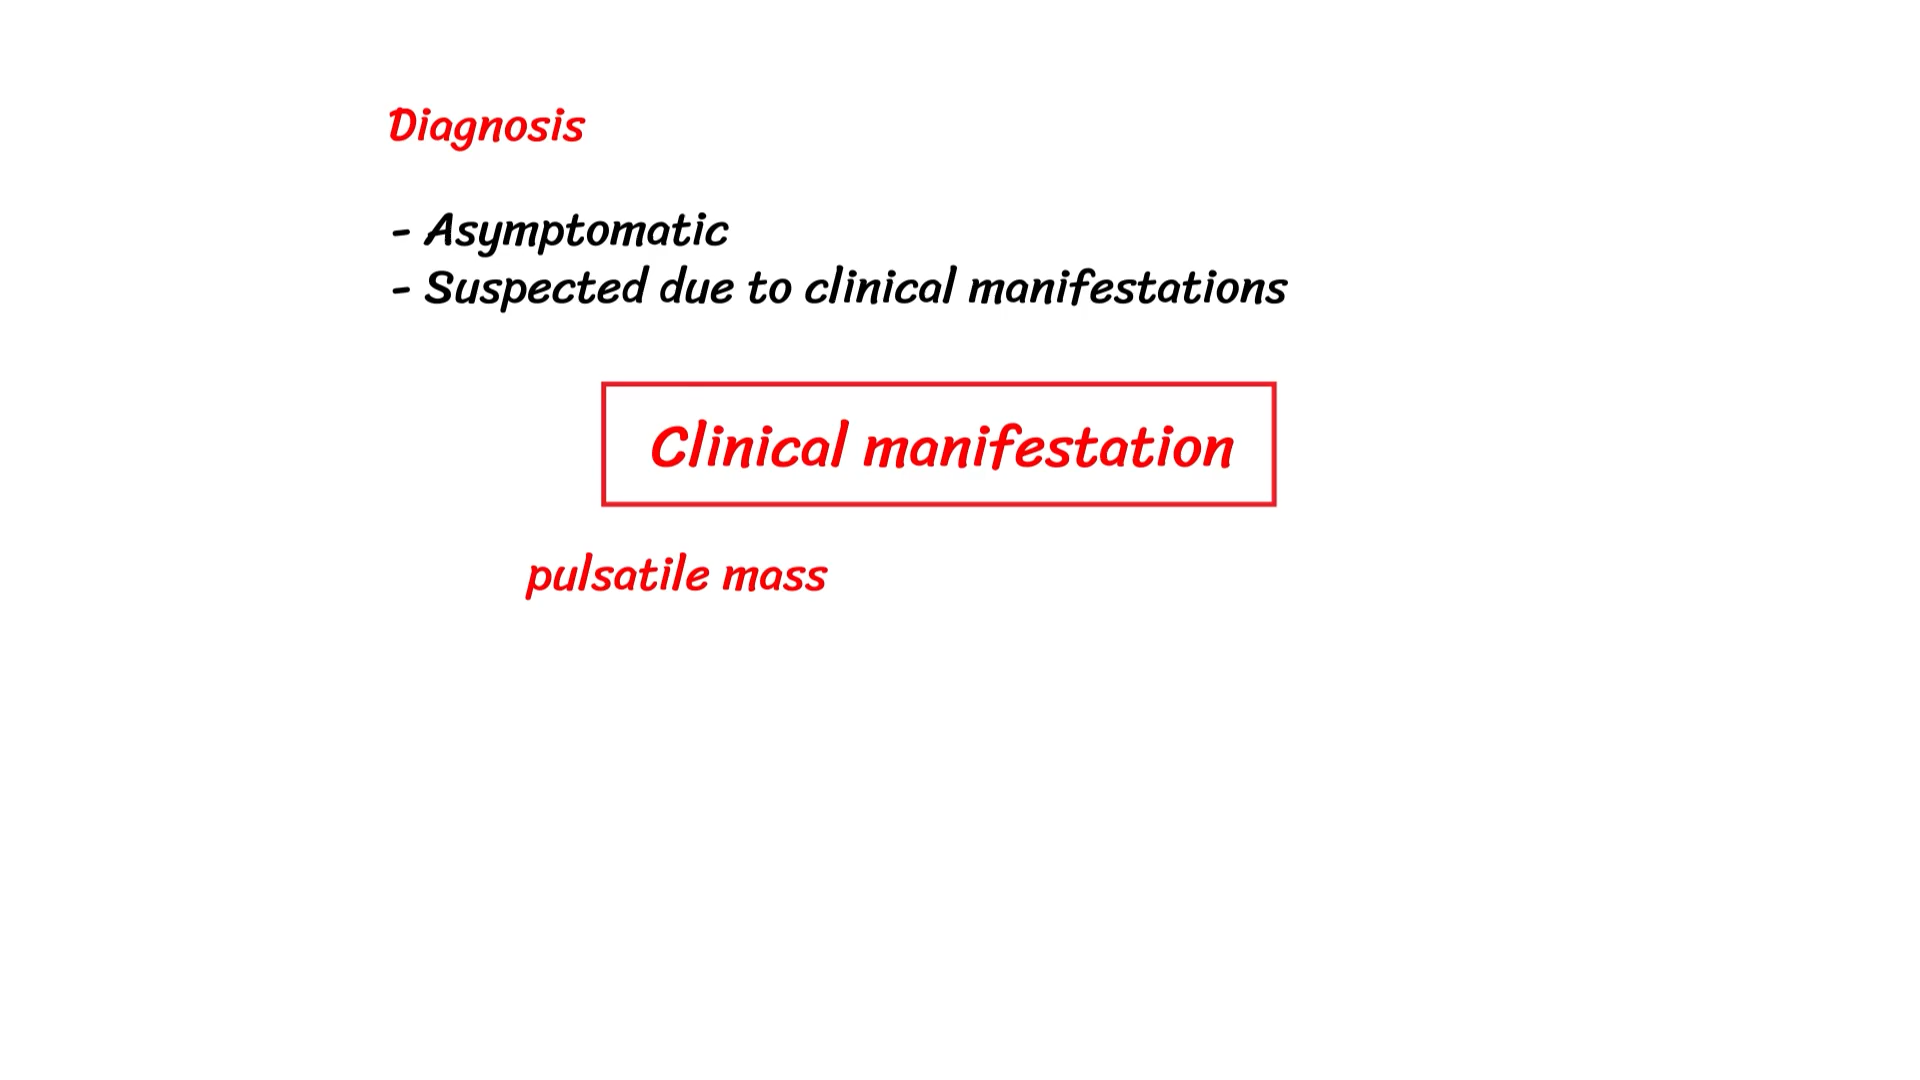 Diagnosis
- Asymptomatic
- Suspected due to clinical manifestations
Clinical manifestation
pulsatile mass